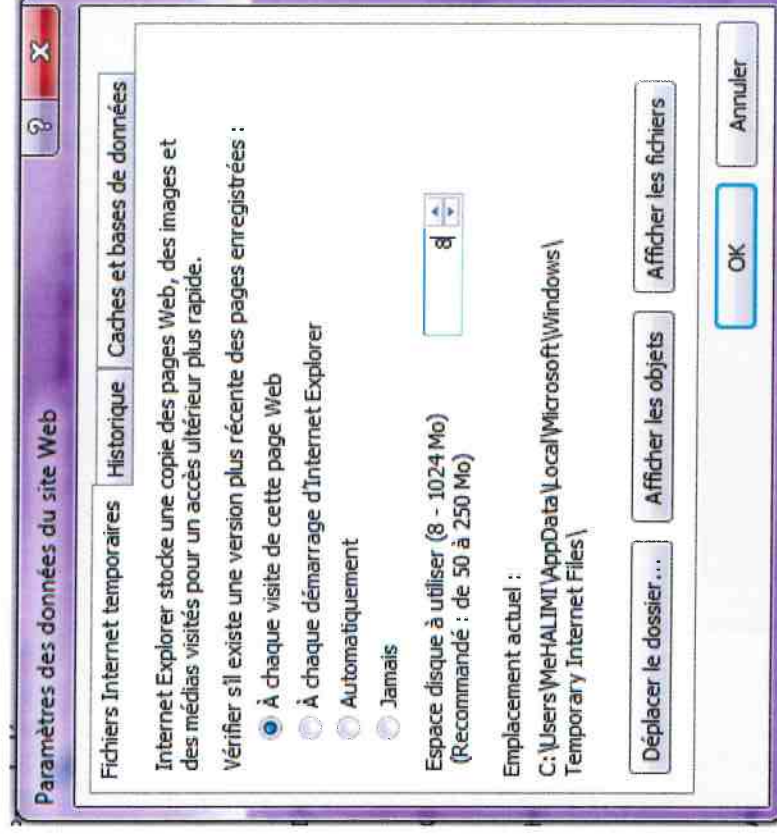 Paramètres des données du site Web
?
Fichiers Internet temporaires
Historique
Caches et bases de données
Internet Explorer stocke une copie des pages Web, des images et
des médias visités pour un accès ultérieur plus rapide.
Vérifier s'il existe une version plus récente des pages enregistrées :
À chaque visite de cette page Web
À chaque démarrage d'Internet Explorer
Automatiquement
Jamais
Espace disque à utiliser (8 - 1024 Mo)
(Recommandé : de 50 à 250 Mo)
8
Emplacement actuel :
C:\Users\MeHALIMI\AppData\Local\Microsoft\Windows\
Temporary Internet Files\
Déplacer le dossier...
Afficher les objets
Afficher les fichiers
OK
Annuler